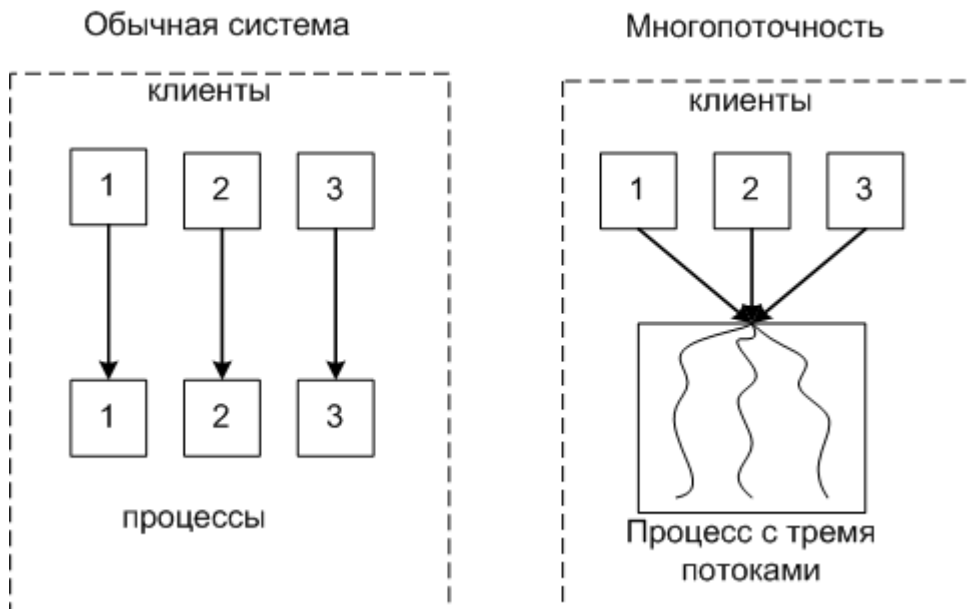 Обычная система
клиенты
1 2 3
1 2 3
процессы
Многопоточность
клиенты
1 2 3
Процесс с тремя
потоками